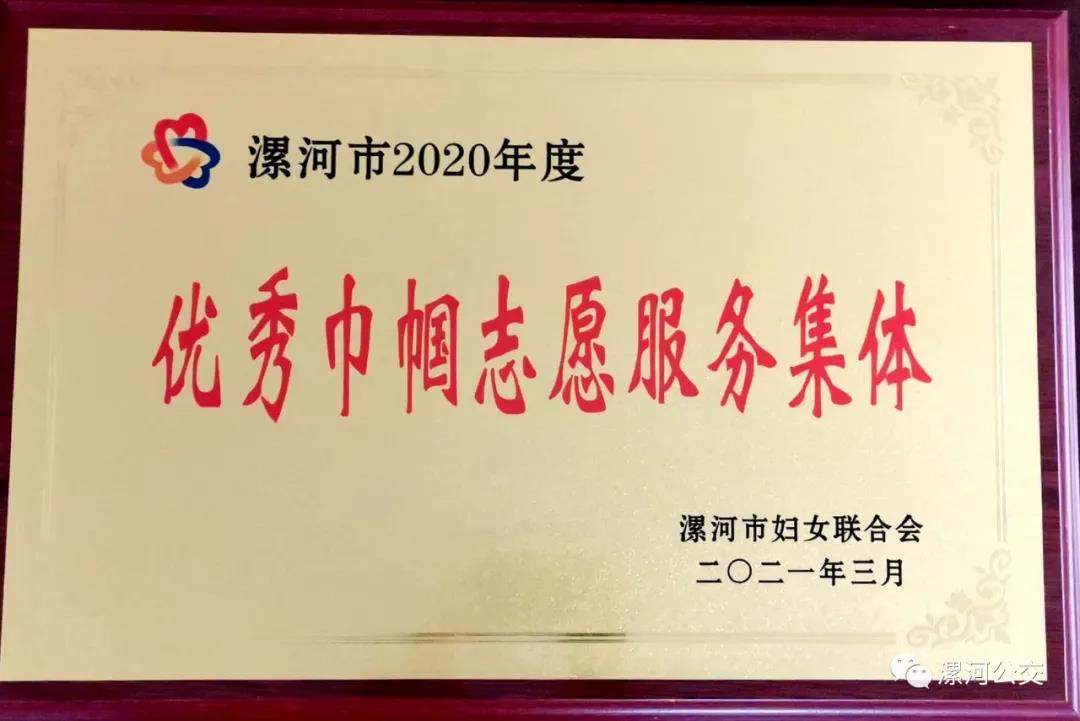 漯河市2020年度
优秀巾帼志愿服务集体
漯河市妇女联合会
二〇二一年三月
漯河公交